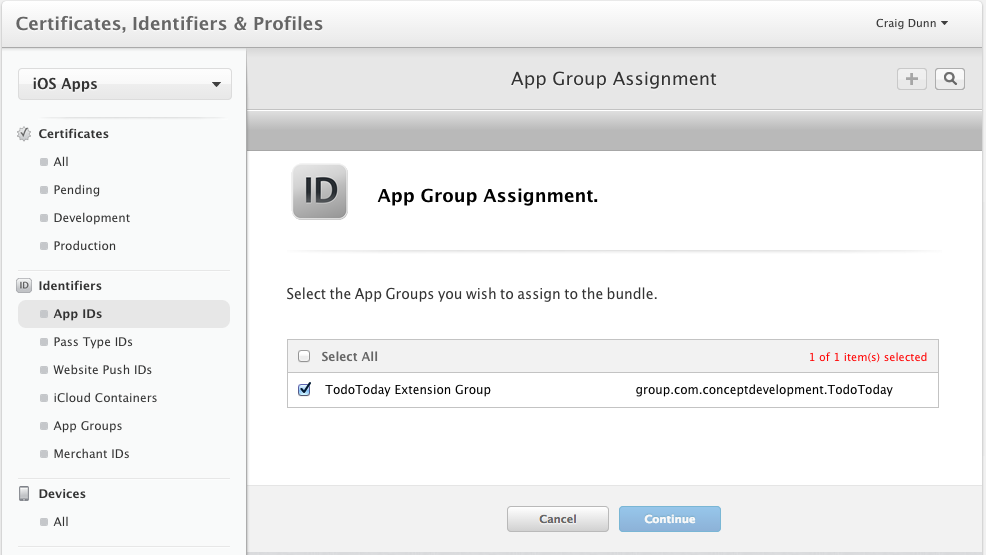 Certificates, Identifiers & Profiles
Craig Dunn
iOS Apps
App Group Assignment
Certificates
All
Pending
Development
Production
ID
Identifiers
App IDs
Pass Type IDs
Website Push IDs
iCloud Containers
App Groups
Merchant IDs
Devices
All
ID
App Group Assignment.
Select the App Groups you wish to assign to the bundle.
Select All
1 of 1 item(s) selected
TodoToday Extension Group
group.com.conceptdevelopment.TodoToday
Cancel
Continue